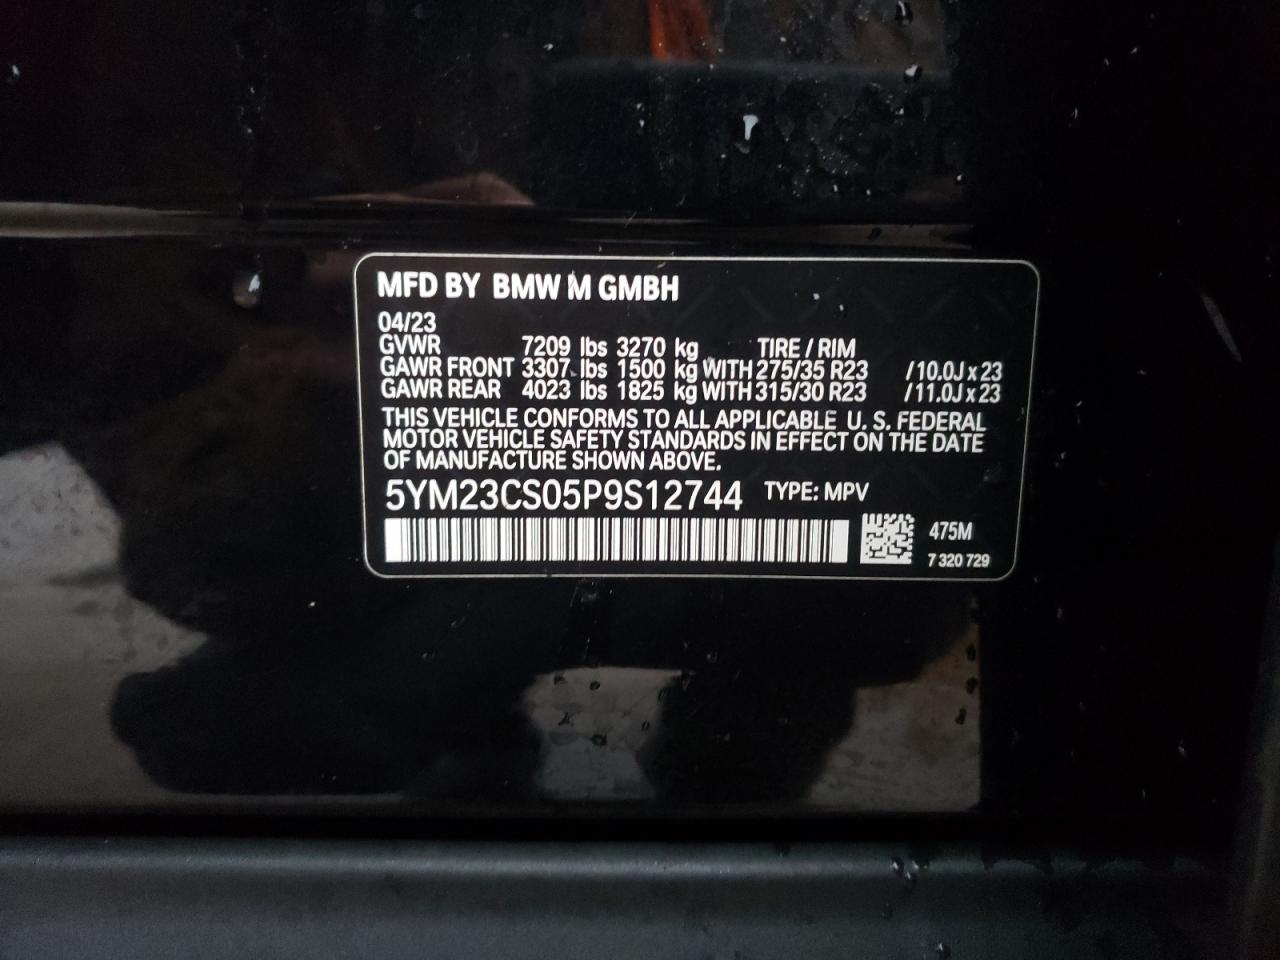 MFD BY BMW M GMBH
04/23
GVWR 7209 lbs 3270 kg TIRE / RIM
GAWR FRONT 3307 lbs 1500 kg WITH 275/35 R23 /10.0J x 23
GAWR REAR 4023 lbs 1825 kg WITH 315/30 R23 /11.0J x 23
THIS VEHICLE CONFORMS TO ALL APPLICABLE U. S. FEDERAL
MOTOR VEHICLE SAFETY STANDARDS IN EFFECT ON THE DATE
OF MANUFACTURE SHOWN ABOVE.
5YM23CS05P9S12744 TYPE: MPV
475M
7 320 729